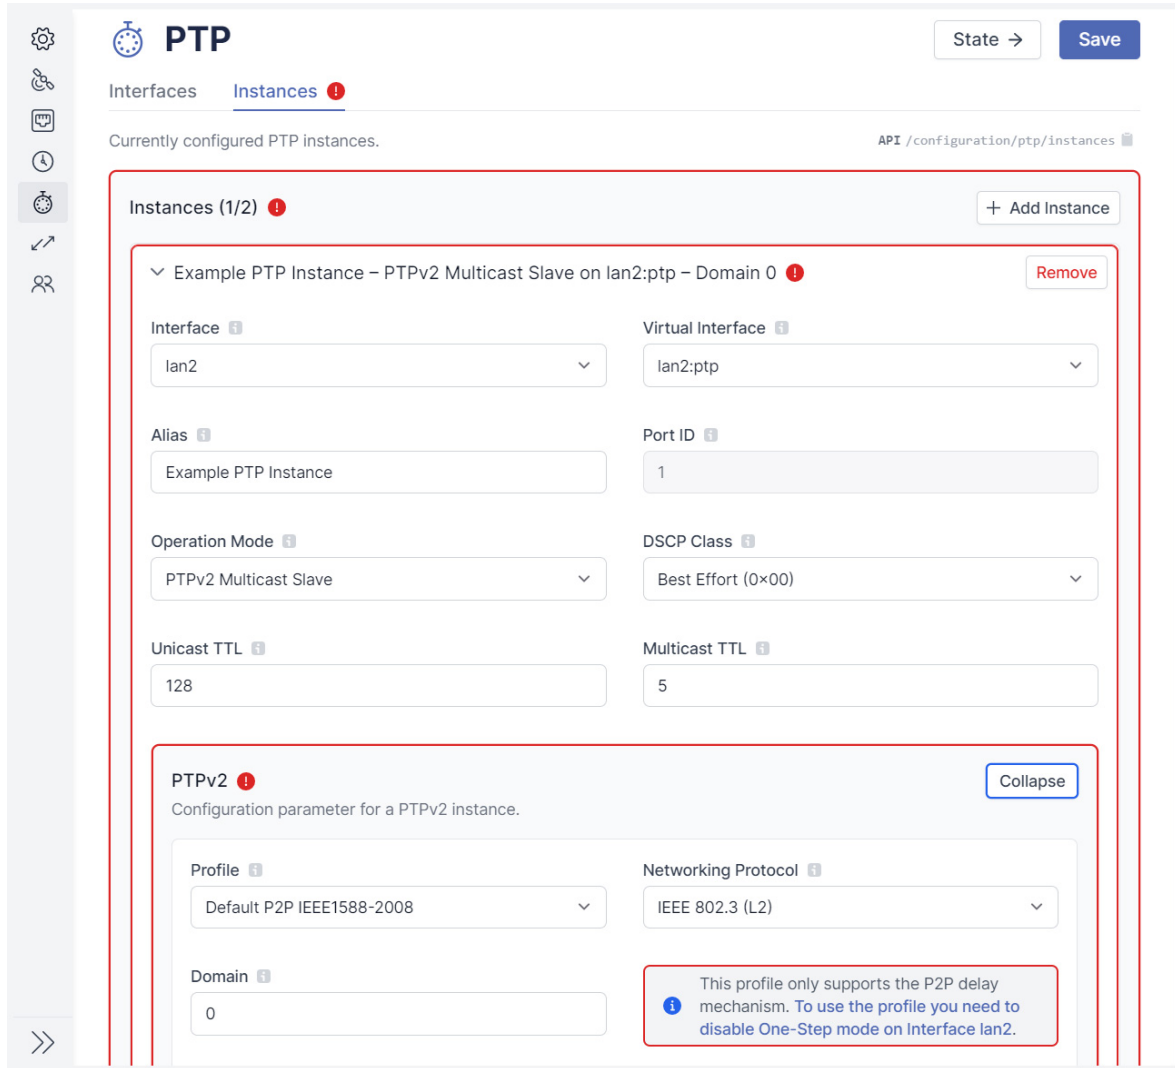 PTP
State →
Save
Interfaces
Instances !
Currently configured PTP instances.
API /configuration/ptp/instances
Instances (1/2) !
+ Add Instance
Example PTP Instance – PTPv2 Multicast Slave on lan2:ptp – Domain 0 !
Remove
Interface i
Virtual Interface i
lan2
lan2:ptp
Alias i
Port ID i
Example PTP Instance
1
Operation Mode i
DSCP Class i
PTPv2 Multicast Slave
Best Effort (0×00)
Unicast TTL i
Multicast TTL i
128
5
PTPv2 !
Collapse
Configuration parameter for a PTPv2 instance.
Profile i
Networking Protocol i
Default P2P IEEE1588-2008
IEEE 802.3 (L2)
Domain i
0
i
This profile only supports the P2P delay
mechanism. To use the profile you need to
disable One-Step mode on Interface lan2.